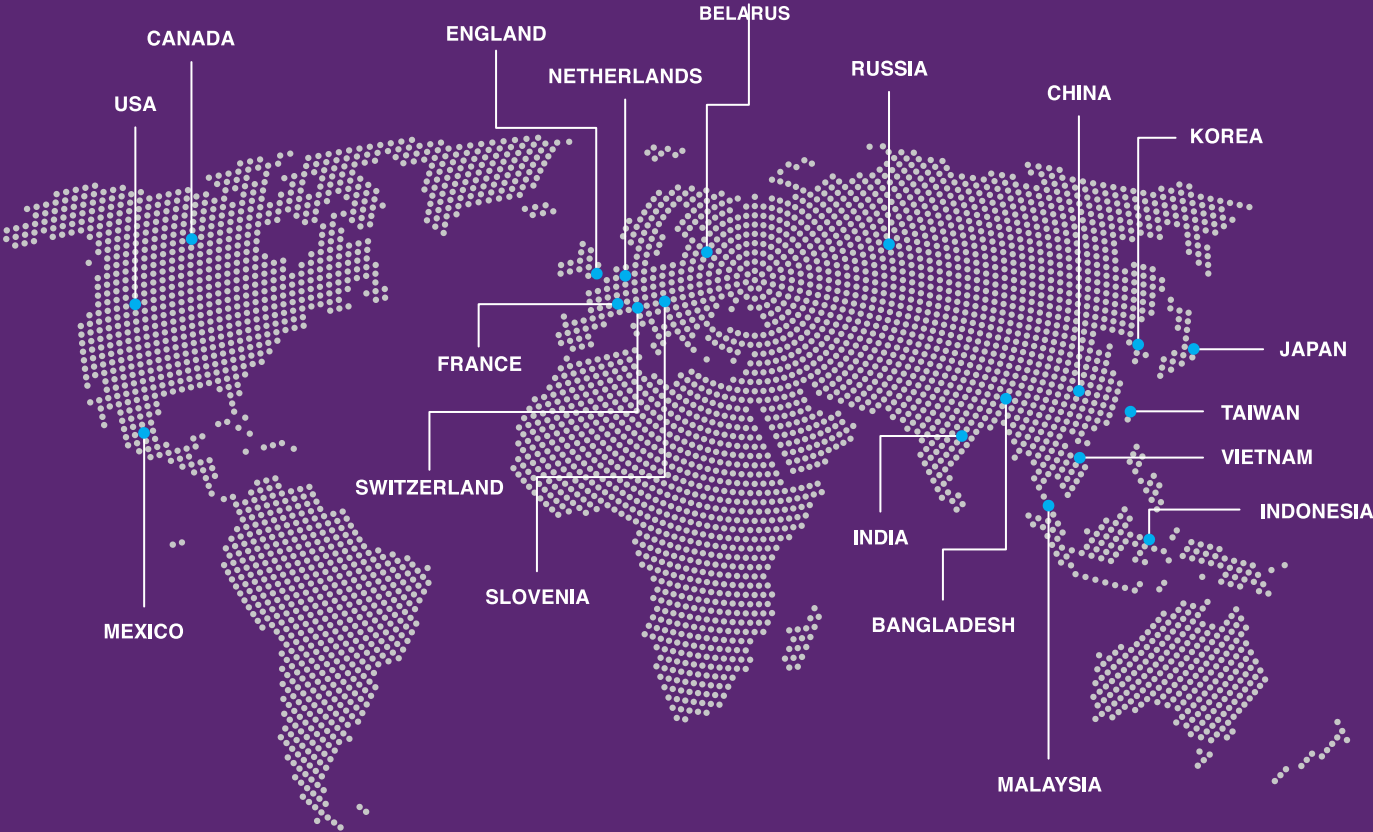 BELARUS
ENGLAND
CANADA
RUSSIA
NETHERLANDS
CHINA
USA
KOREA
JAPAN
FRANCE
TAIWAN
VIETNAM
SWITZERLAND
INDONESIA
INDIA
SLOVENIA
BANGLADESH
MEXICO
MALAYSIA